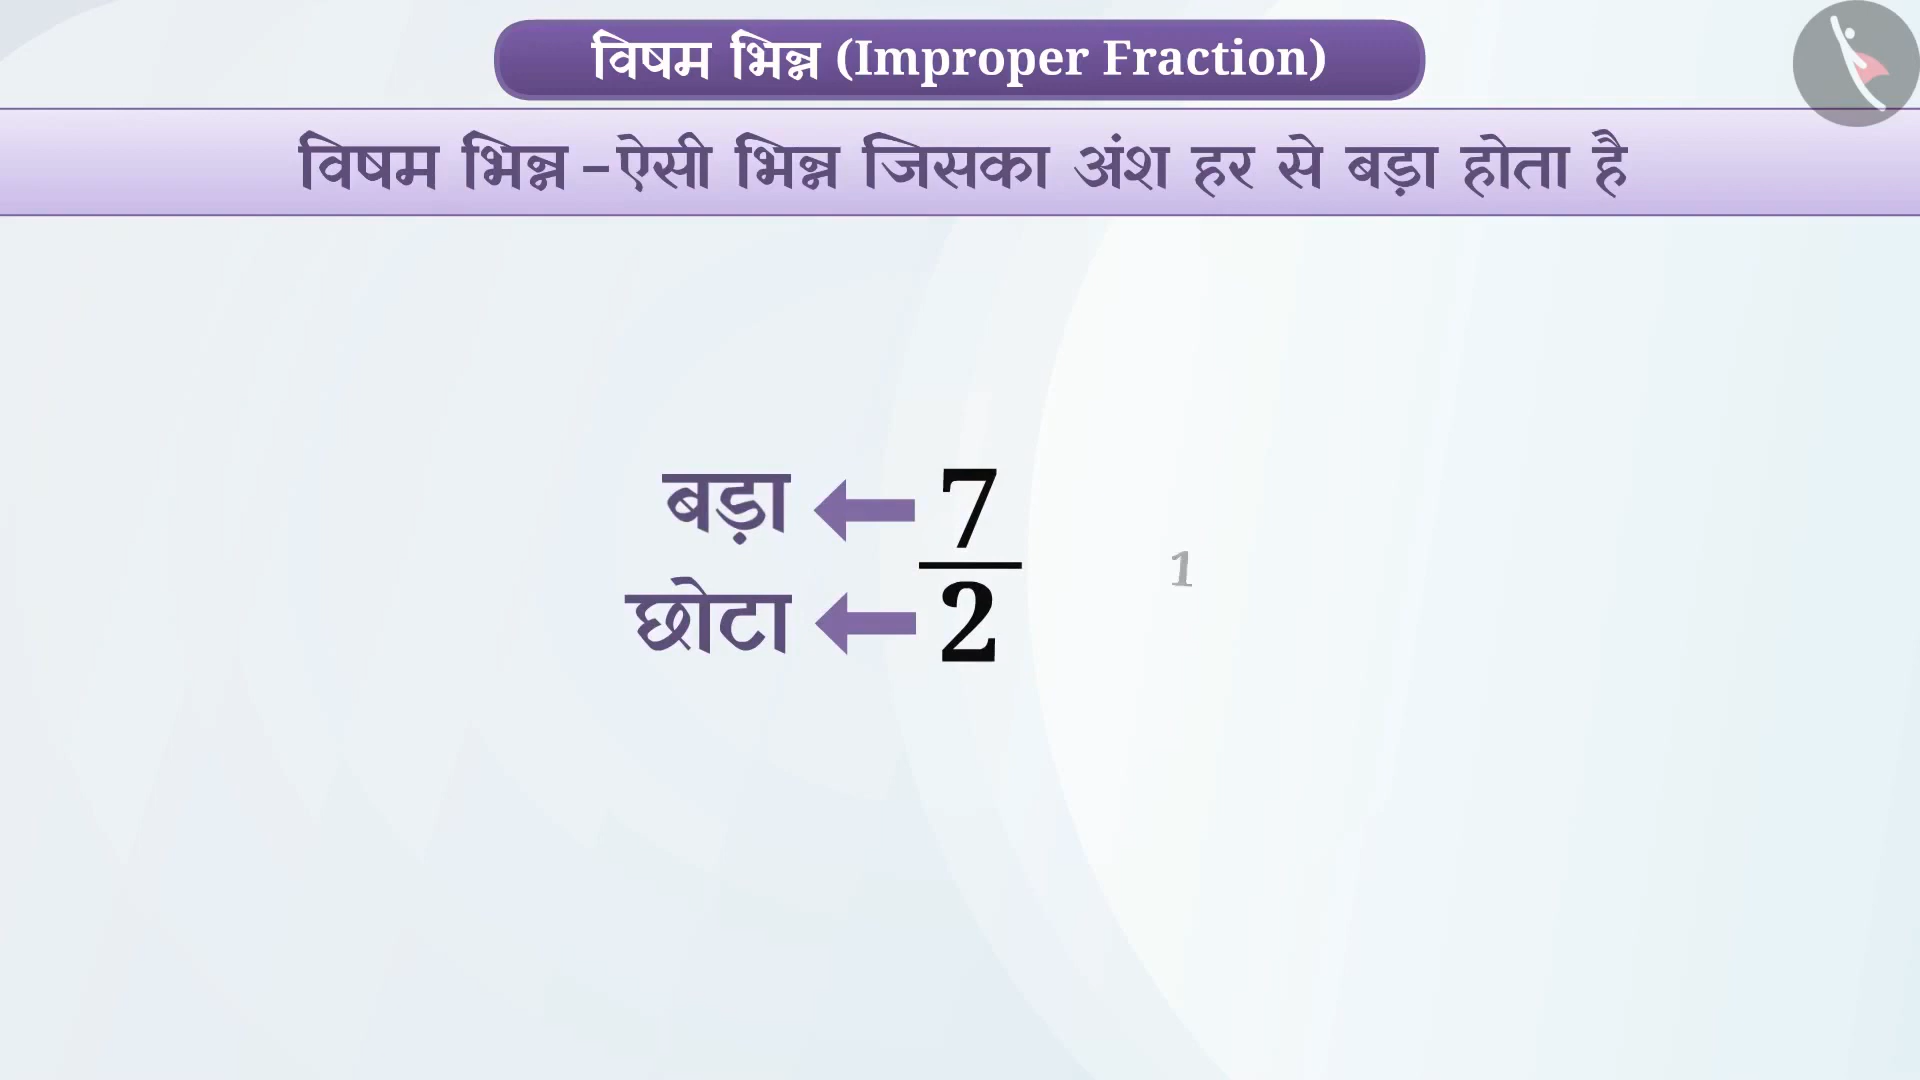 विषम भिन्न (Improper Fraction)
विषम भिन्न – ऐसी भिन्न जिसका अंश हर से बड़ा होता है
बड़ा 7
छोटा 2
1